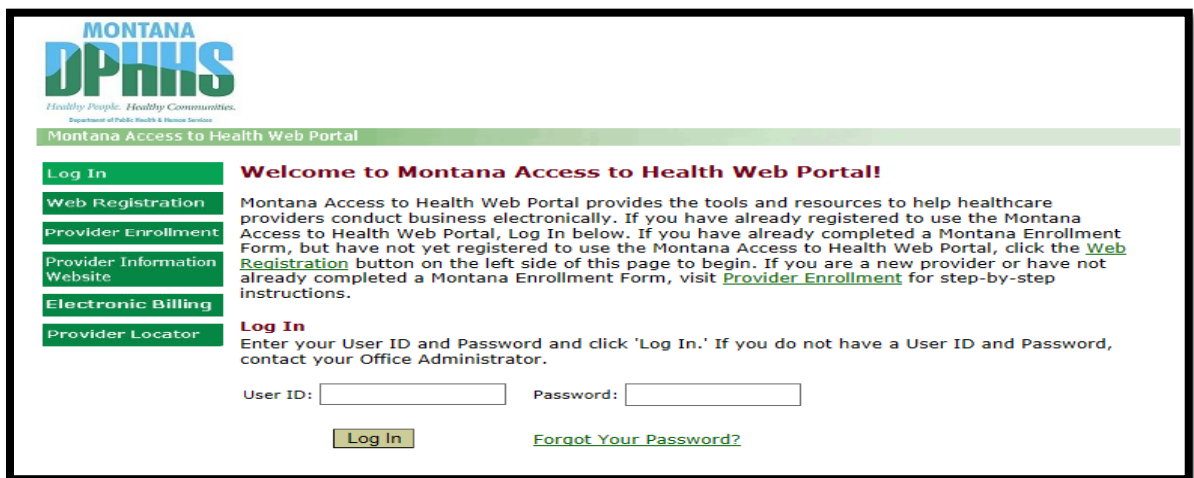 MONTANA
DPHHS
Healthy People. Healthy Communities.
Department of Public Health & Human Services
Montana Access to Health Web Portal
Log In
Web Registration
Provider Enrollment
Provider Information
Website
Electronic Billing
Provider Locator
Welcome to Montana Access to Health Web Portal!
Montana Access to Health Web Portal provides the tools and resources to help healthcare
providers conduct business electronically. If you have already registered to use the Montana
Access to Health Web Portal, Log In below. If you have already completed a Montana Enrollment
Form, but have not yet registered to use the Montana Access to Health Web Portal, click the Web
Registration button on the left side of this page to begin. If you are a new provider or have not
already completed a Montana Enrollment Form, visit Provider Enrollment for step-by-step
instructions.
Log In
Enter your User ID and Password and click 'Log In.' If you do not have a User ID and Password,
contact your Office Administrator.
User ID: Password:
Log In Forgot Your Password?